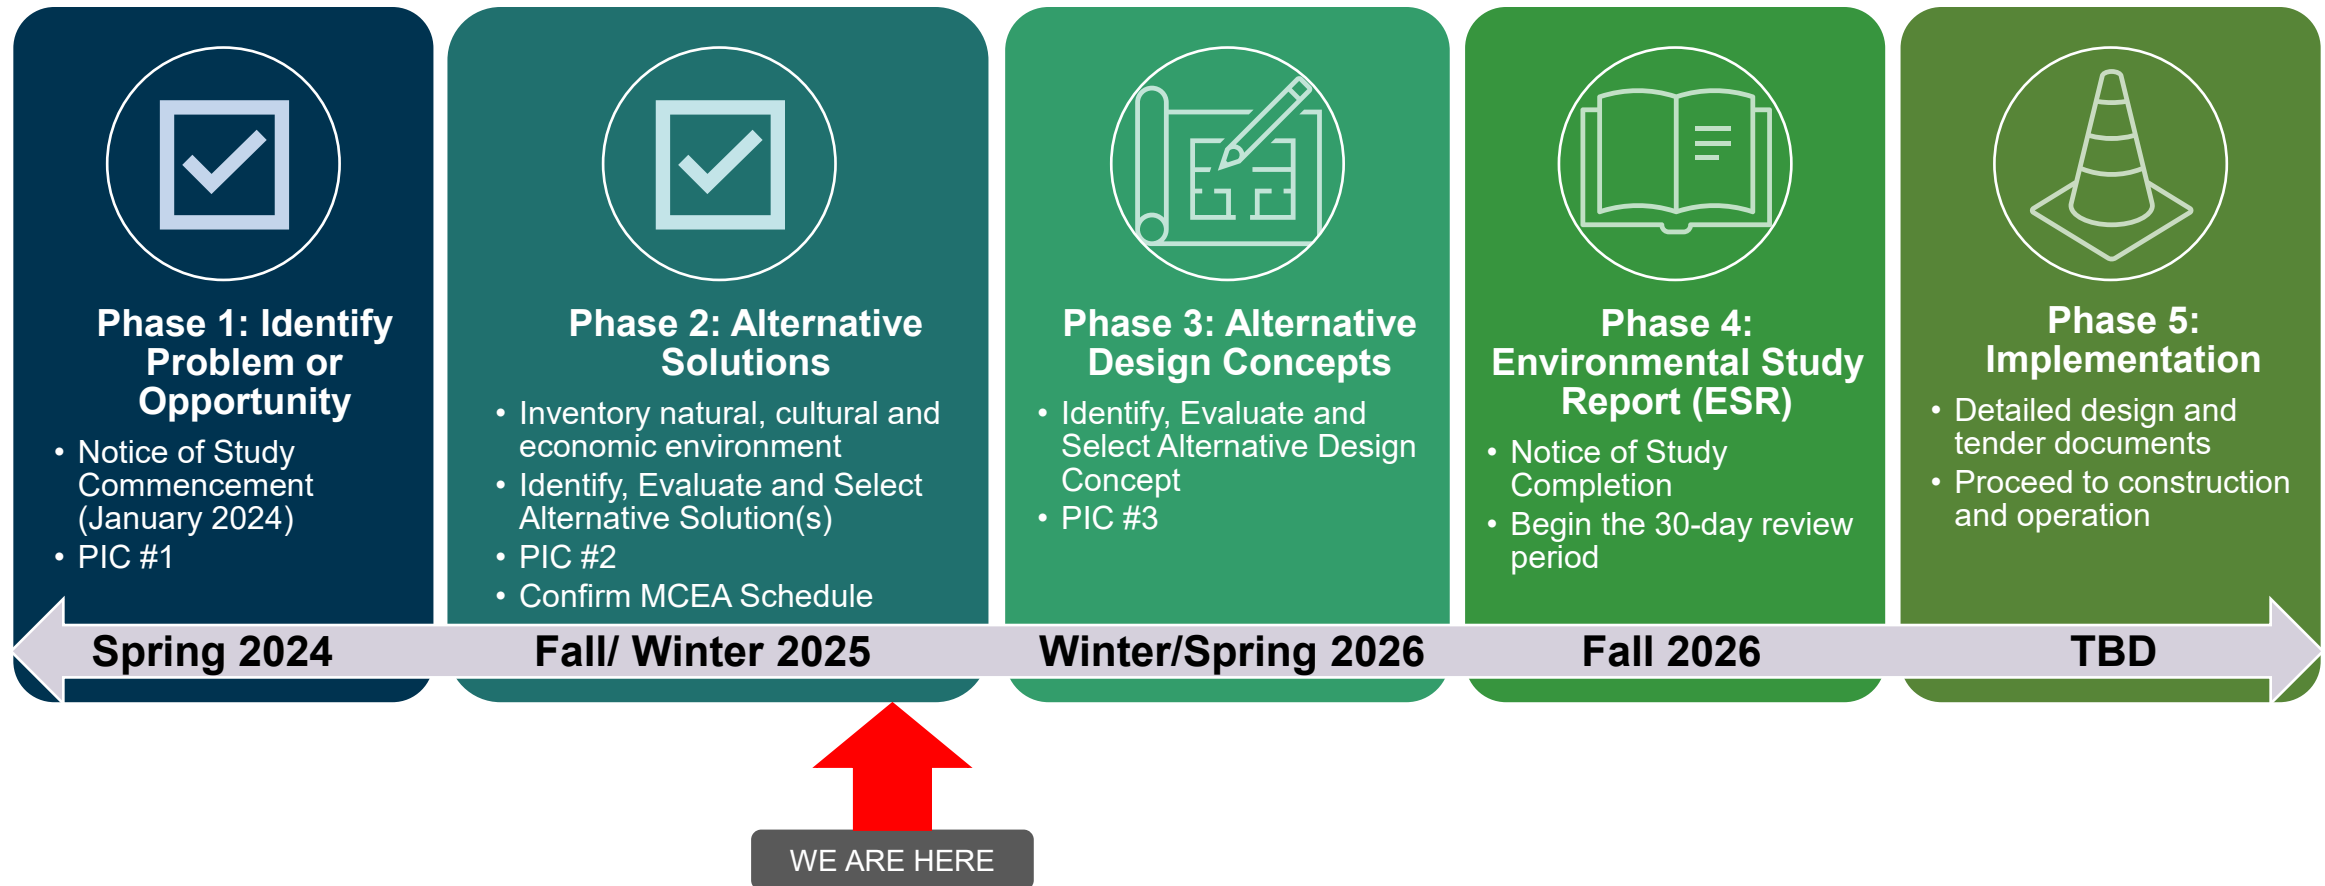 Phase 1: Identify
Problem or
Opportunity
• Notice of Study
Commencement
(January 2024)
• PIC #1
Spring 2024
Phase 2: Alternative
Solutions
• Inventory natural, cultural and
economic environment
• Identify, Evaluate and Select
Alternative Solution(s)
• PIC #2
• Confirm MCEA Schedule
Fall/ Winter 2025
Phase 3: Alternative
Design Concepts
• Identify, Evaluate and
Select Alternative Design
Concept
• PIC #3
Winter/Spring 2026
Phase 4:
Environmental Study
Report (ESR)
• Notice of Study
Completion
• Begin the 30-day review
period
Fall 2026
Phase 5:
Implementation
• Detailed design and
tender documents
• Proceed to construction
and operation
TBD
WE ARE HERE